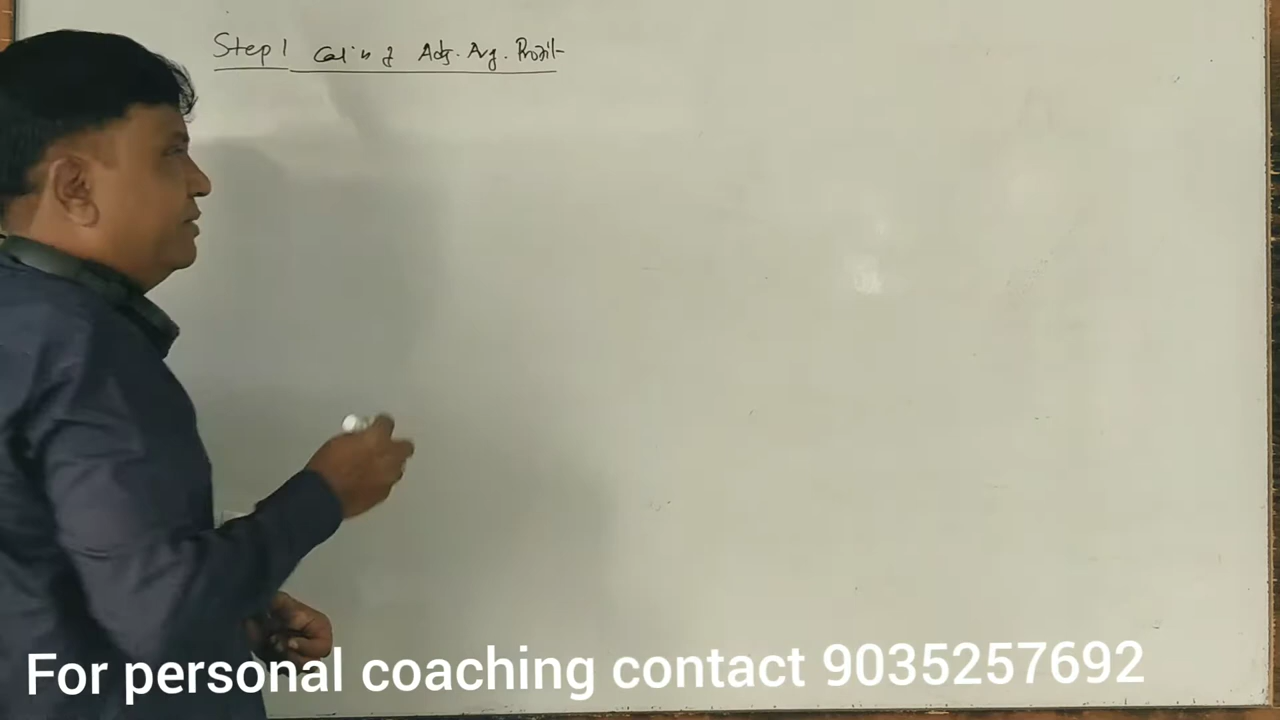 Step 1 Cal'n of Adj. Avg. Profit
For personal coaching contact 9035257692